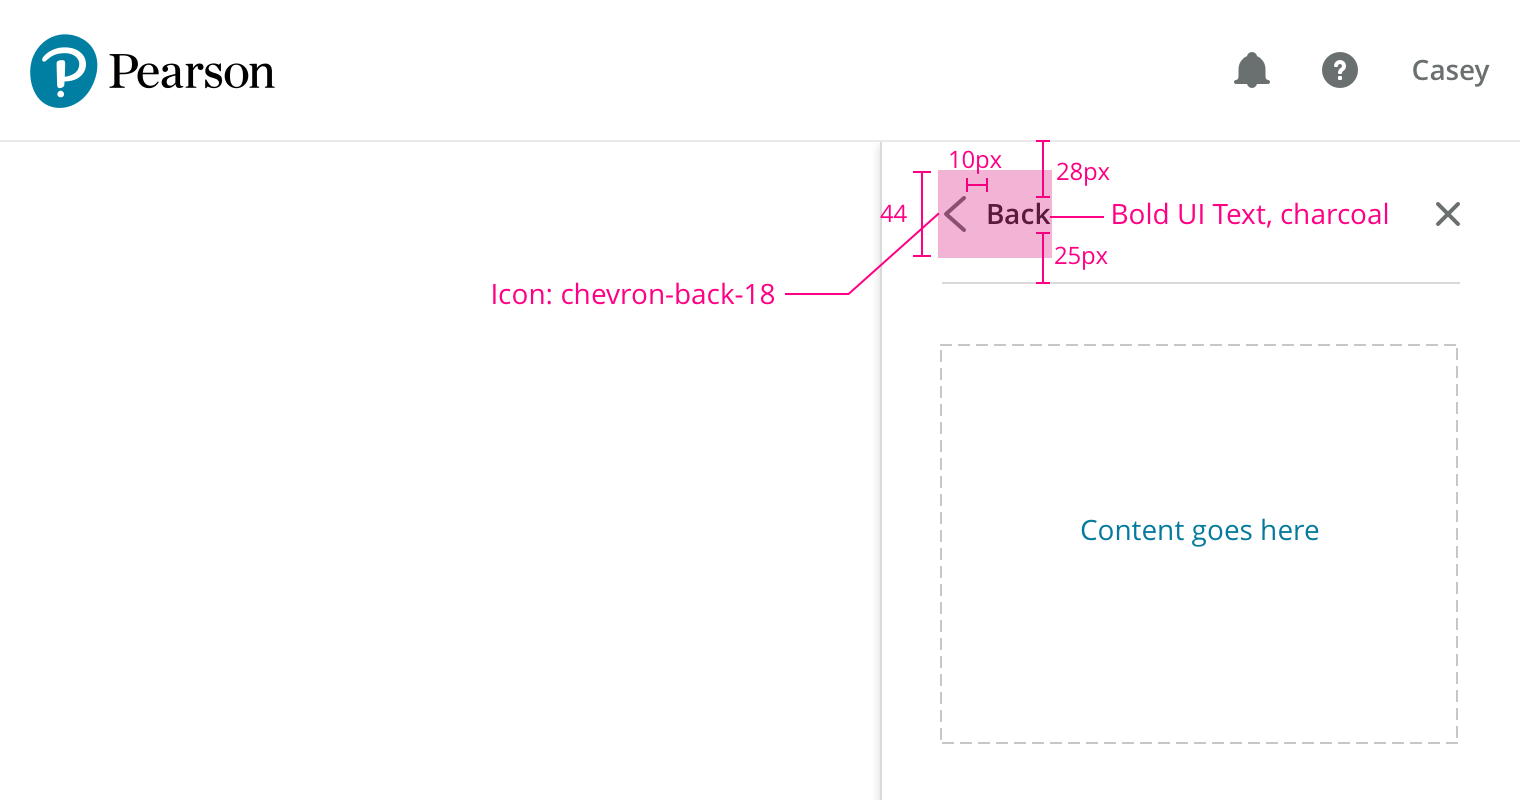 Pearson
Casey
10px
28px
44
Back
Bold UI Text, charcoal
25px
Icon: chevron-back-18
Content goes here